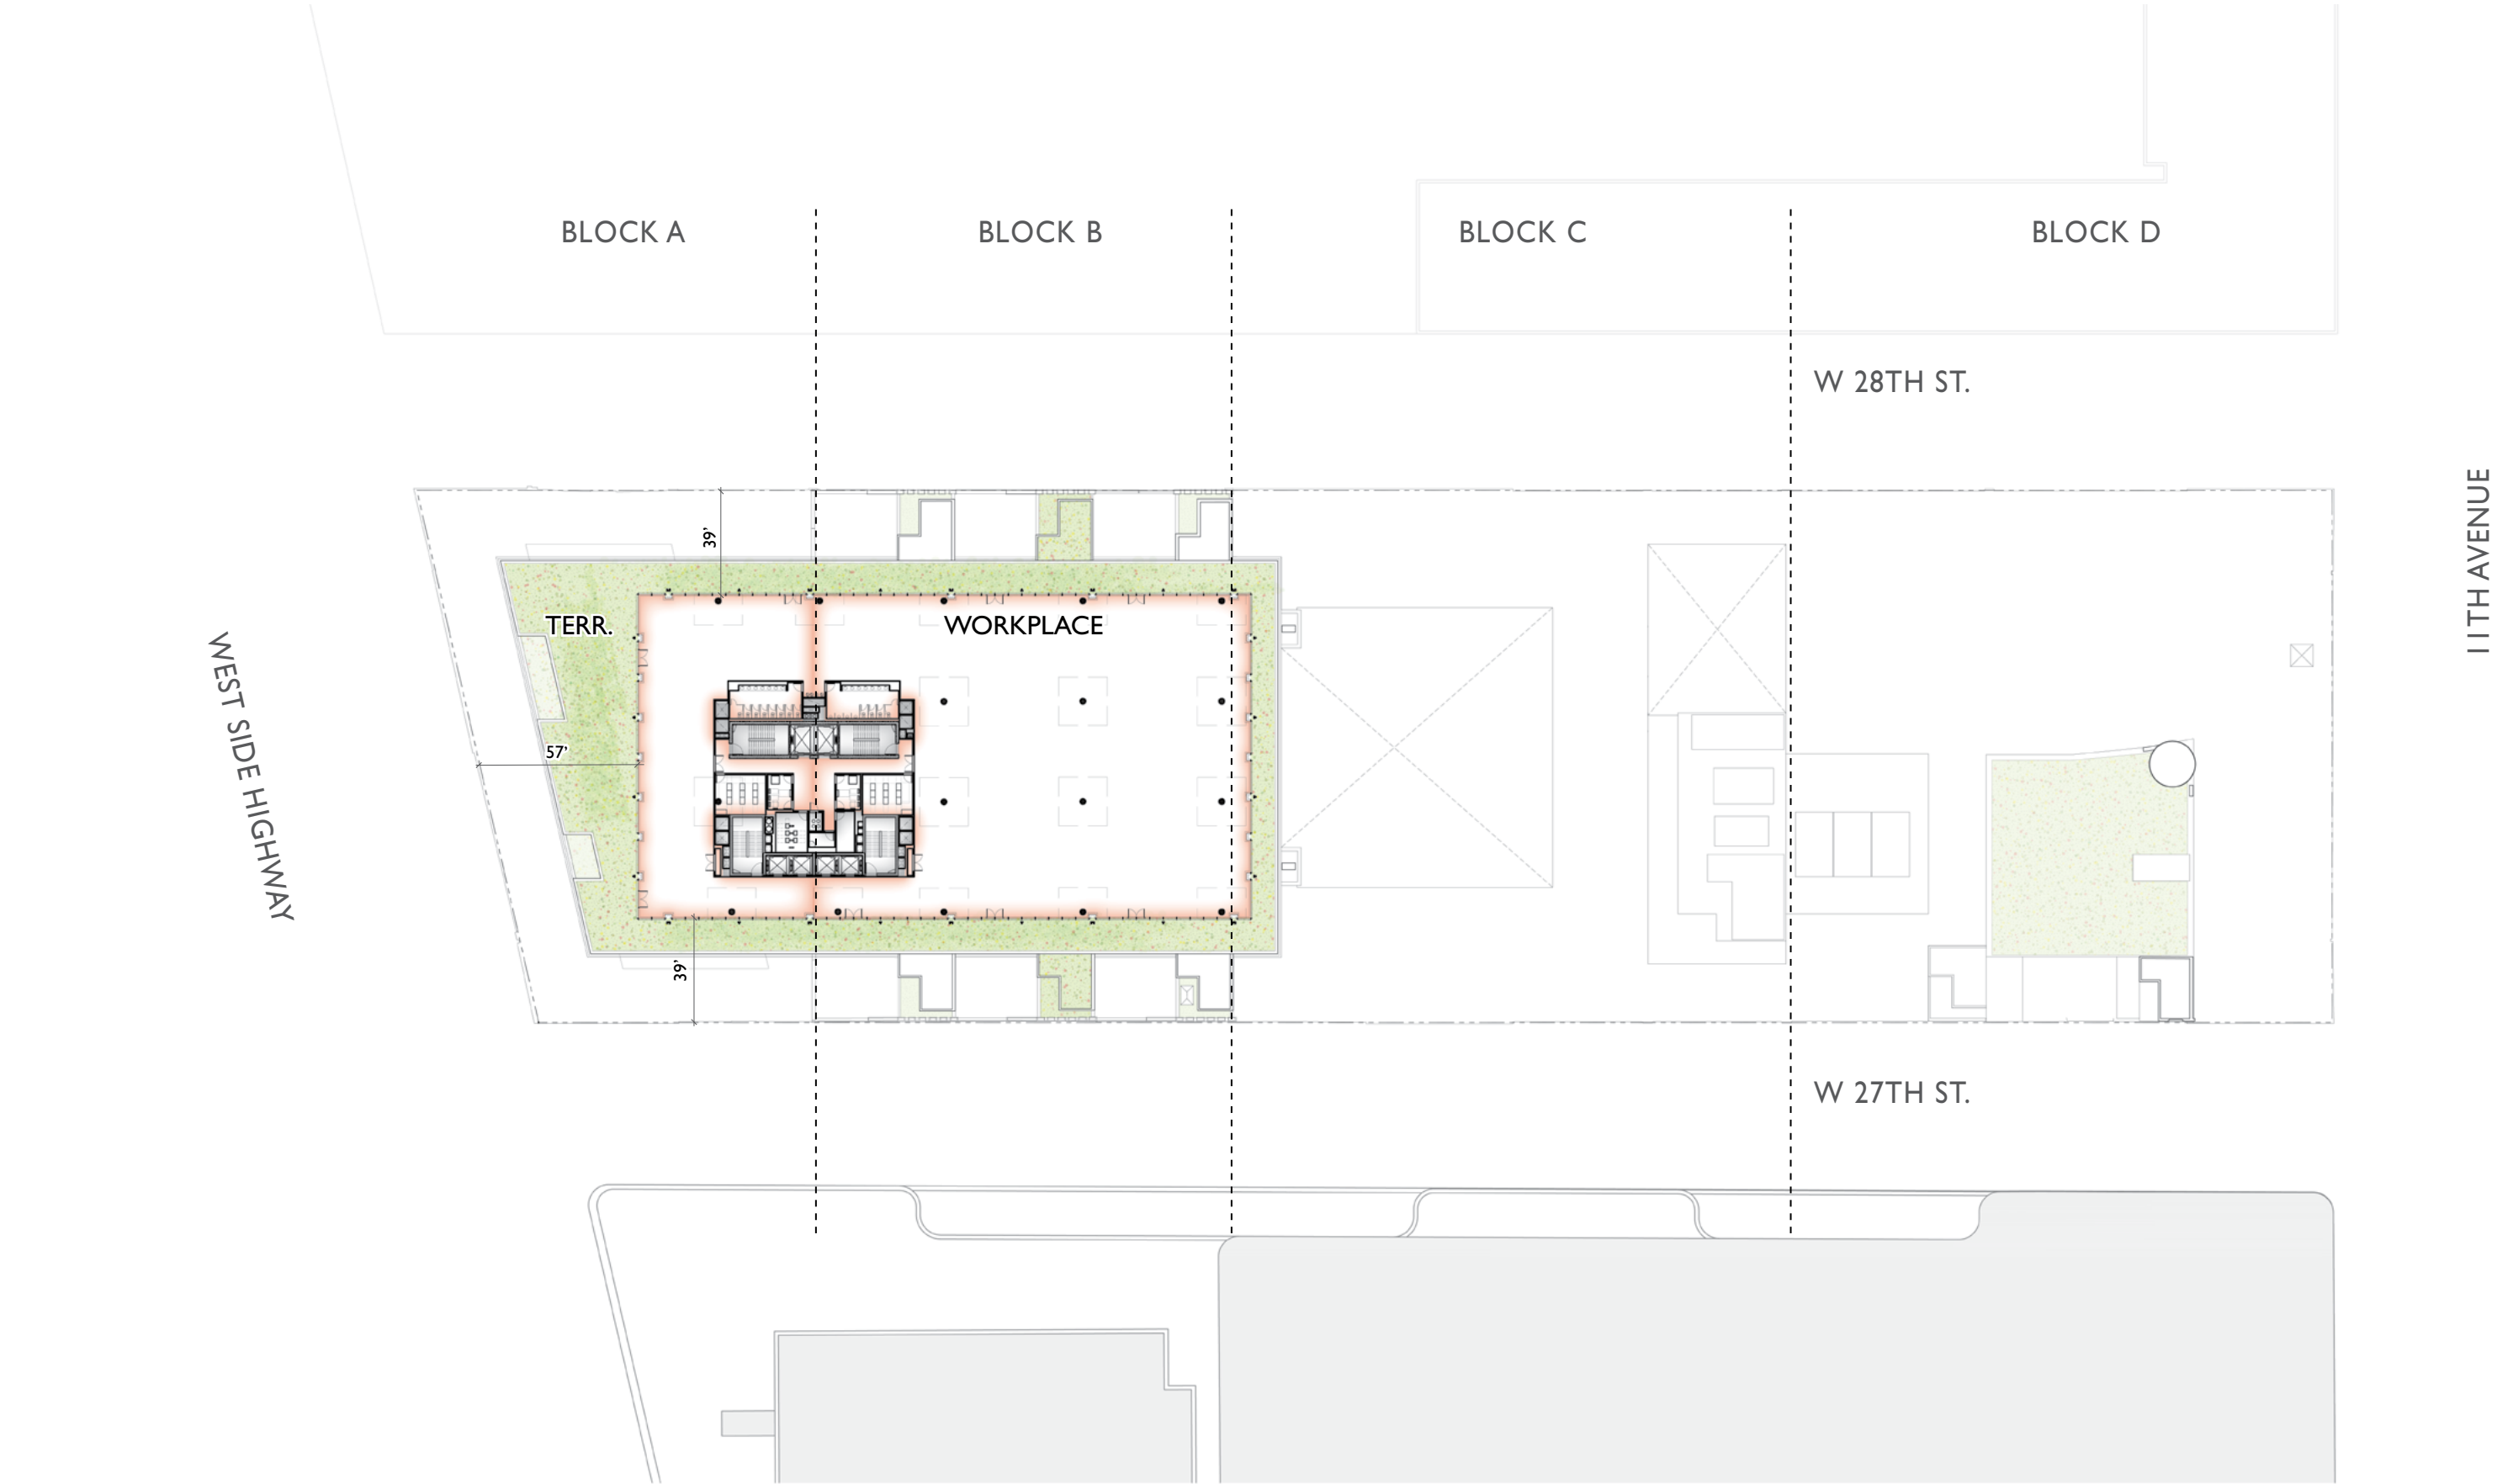 BLOCK A
BLOCK B
BLOCK C
BLOCK D
W 28TH ST.
11TH AVENUE
39'
TERR.
WORKPLACE
WEST SIDE HIGHWAY
57'
39'
W 27TH ST.